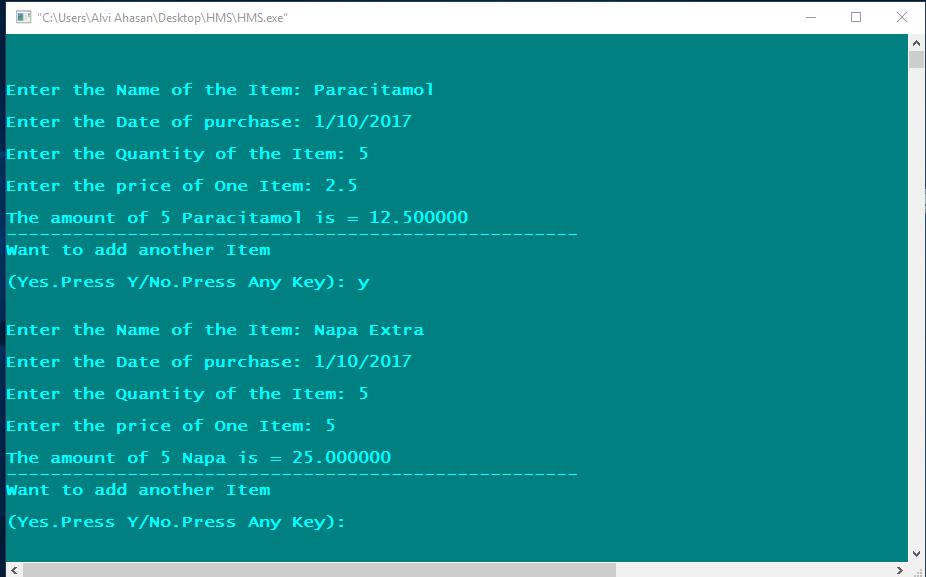 "C:\Users\Alvi Ahasan\Desktop\HMS\HMS.exe"
Enter the Name of the Item: Paracitamol
Enter the Date of purchase: 1/10/2017
Enter the Quantity of the Item: 5
Enter the price of One Item: 2.5
The amount of 5 Paracitamol is = 12.500000
----------------------------------------------------
Want to add another Item
(Yes.Press Y/No.Press Any Key): y
Enter the Name of the Item: Napa Extra
Enter the Date of purchase: 1/10/2017
Enter the Quantity of the Item: 5
Enter the price of One Item: 5
The amount of 5 Napa is = 25.000000
----------------------------------------------------
Want to add another Item
(Yes.Press Y/No.Press Any Key):